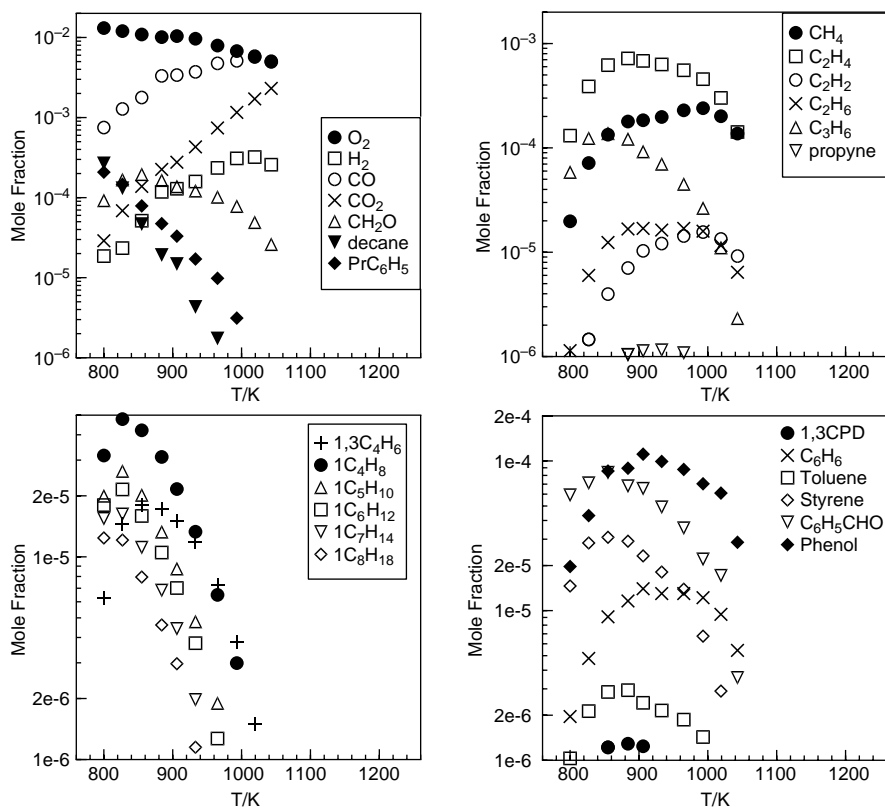 10⁻²
10⁻³
10⁻⁴
10⁻⁵
10⁻⁶
Mole Fraction
800 900 1000 1100 1200
T/K
O₂
H₂
CO
CO₂
CH₂O
decane
PrC₆H₅
10⁻³
10⁻⁴
10⁻⁵
10⁻⁶
Mole Fraction
800 900 1000 1100 1200
T/K
CH₄
C₂H₄
C₂H₂
C₂H₆
C₃H₆
propyne
2e-5
1e-5
2e-6
1e-6
Mole Fraction
800 900 1000 1100 1200
T/K
1,3C₄H₆
1C₄H₈
1C₅H₁₀
1C₆H₁₂
1C₇H₁₄
1C₈H₁₈
2e-4
1e-4
2e-5
1e-5
2e-6
1e-6
Mole Fraction
800 900 1000 1100 1200
T/K
1,3CPD
C₆H₆
Toluene
Styrene
C₆H₅CHO
Phenol